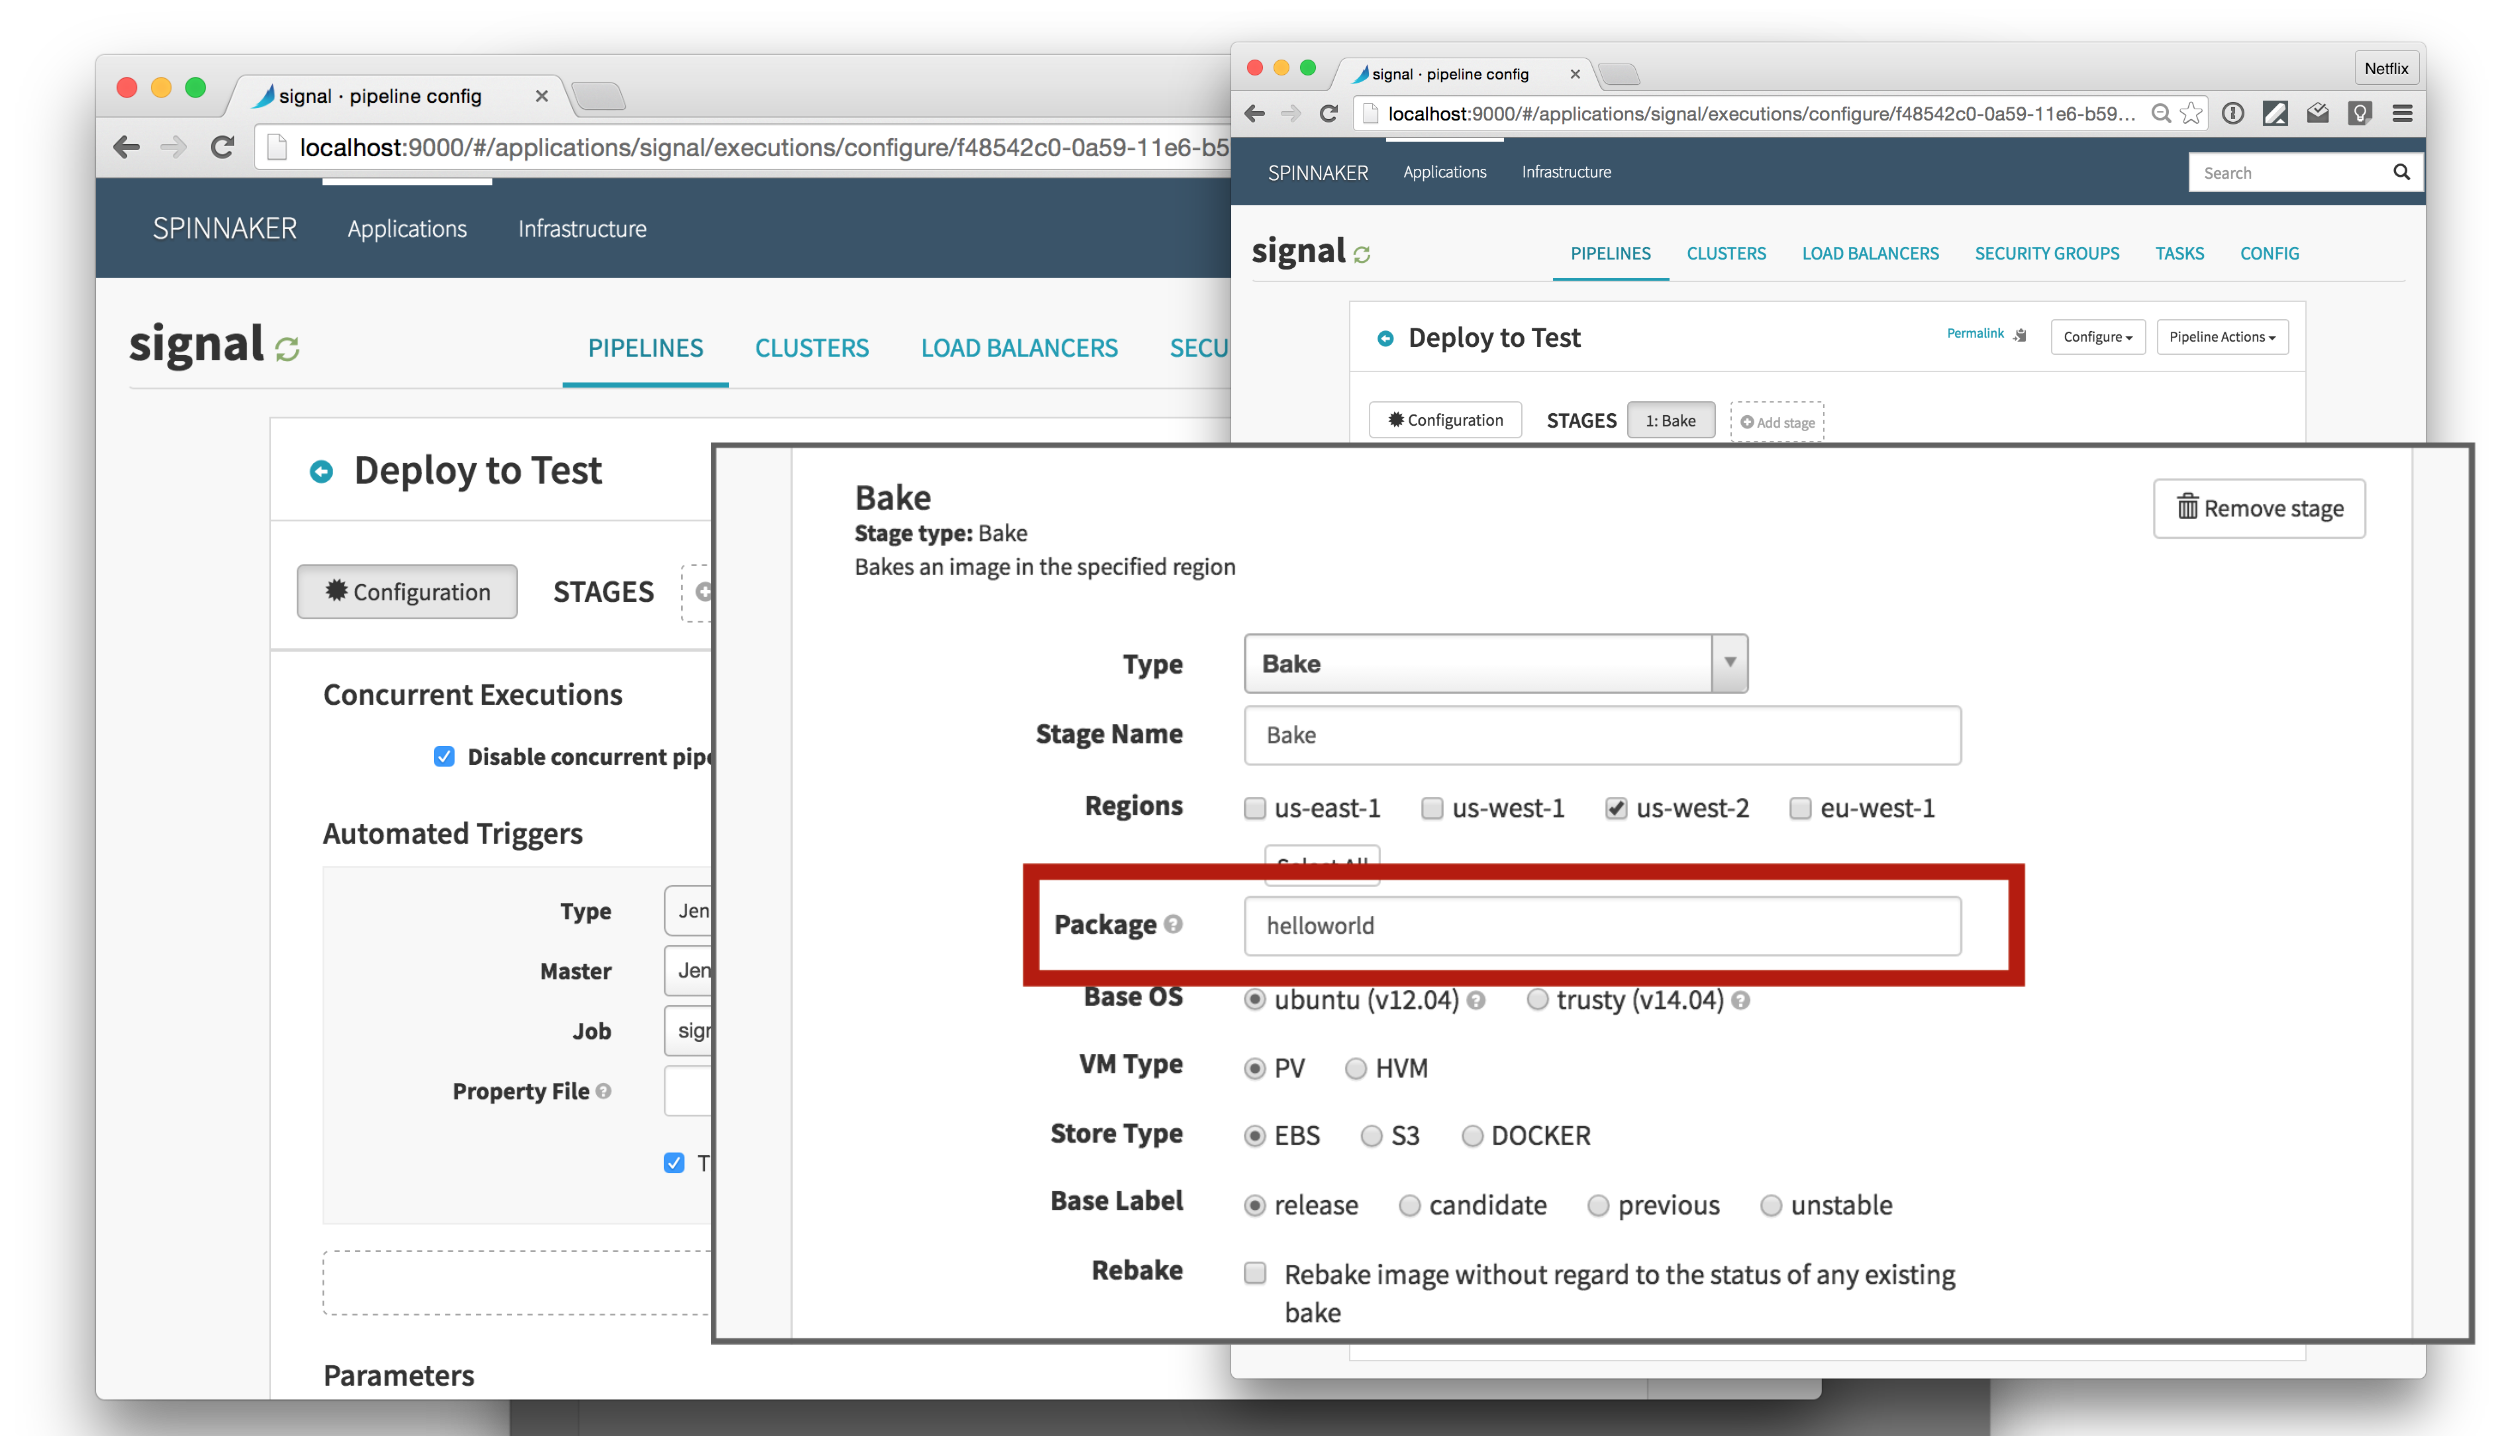 signal · pipeline config
localhost:9000/#/applications/signal/executions/configure/f48542c0-0a59-11e6-b5
SPINNAKER Applications Infrastructure
signal PIPELINES CLUSTERS LOAD BALANCERS SECU
Deploy to Test
Configuration STAGES
Concurrent Executions
Disable concurrent pipe
Automated Triggers
Type Jen
Master Jen
Job sign
Property File
T
Parameters
signal · pipeline config
Netflix
localhost:9000/#/applications/signal/executions/configure/f48542c0-0a59-11e6-b59...
SPINNAKER Applications Infrastructure Search
signal PIPELINES CLUSTERS LOAD BALANCERS SECURITY GROUPS TASKS CONFIG
Deploy to Test Permalink Configure Pipeline Actions
Configuration STAGES 1: Bake Add stage
Bake
Remove stage
Stage type: Bake
Bakes an image in the specified region
Type Bake
Stage Name Bake
Regions us-east-1 us-west-1 us-west-2 eu-west-1
Select All
Package helloworld
Base OS ubuntu (v12.04) trusty (v14.04)
VM Type PV HVM
Store Type EBS S3 DOCKER
Base Label release candidate previous unstable
Rebake Rebake image without regard to the status of any existing
bake